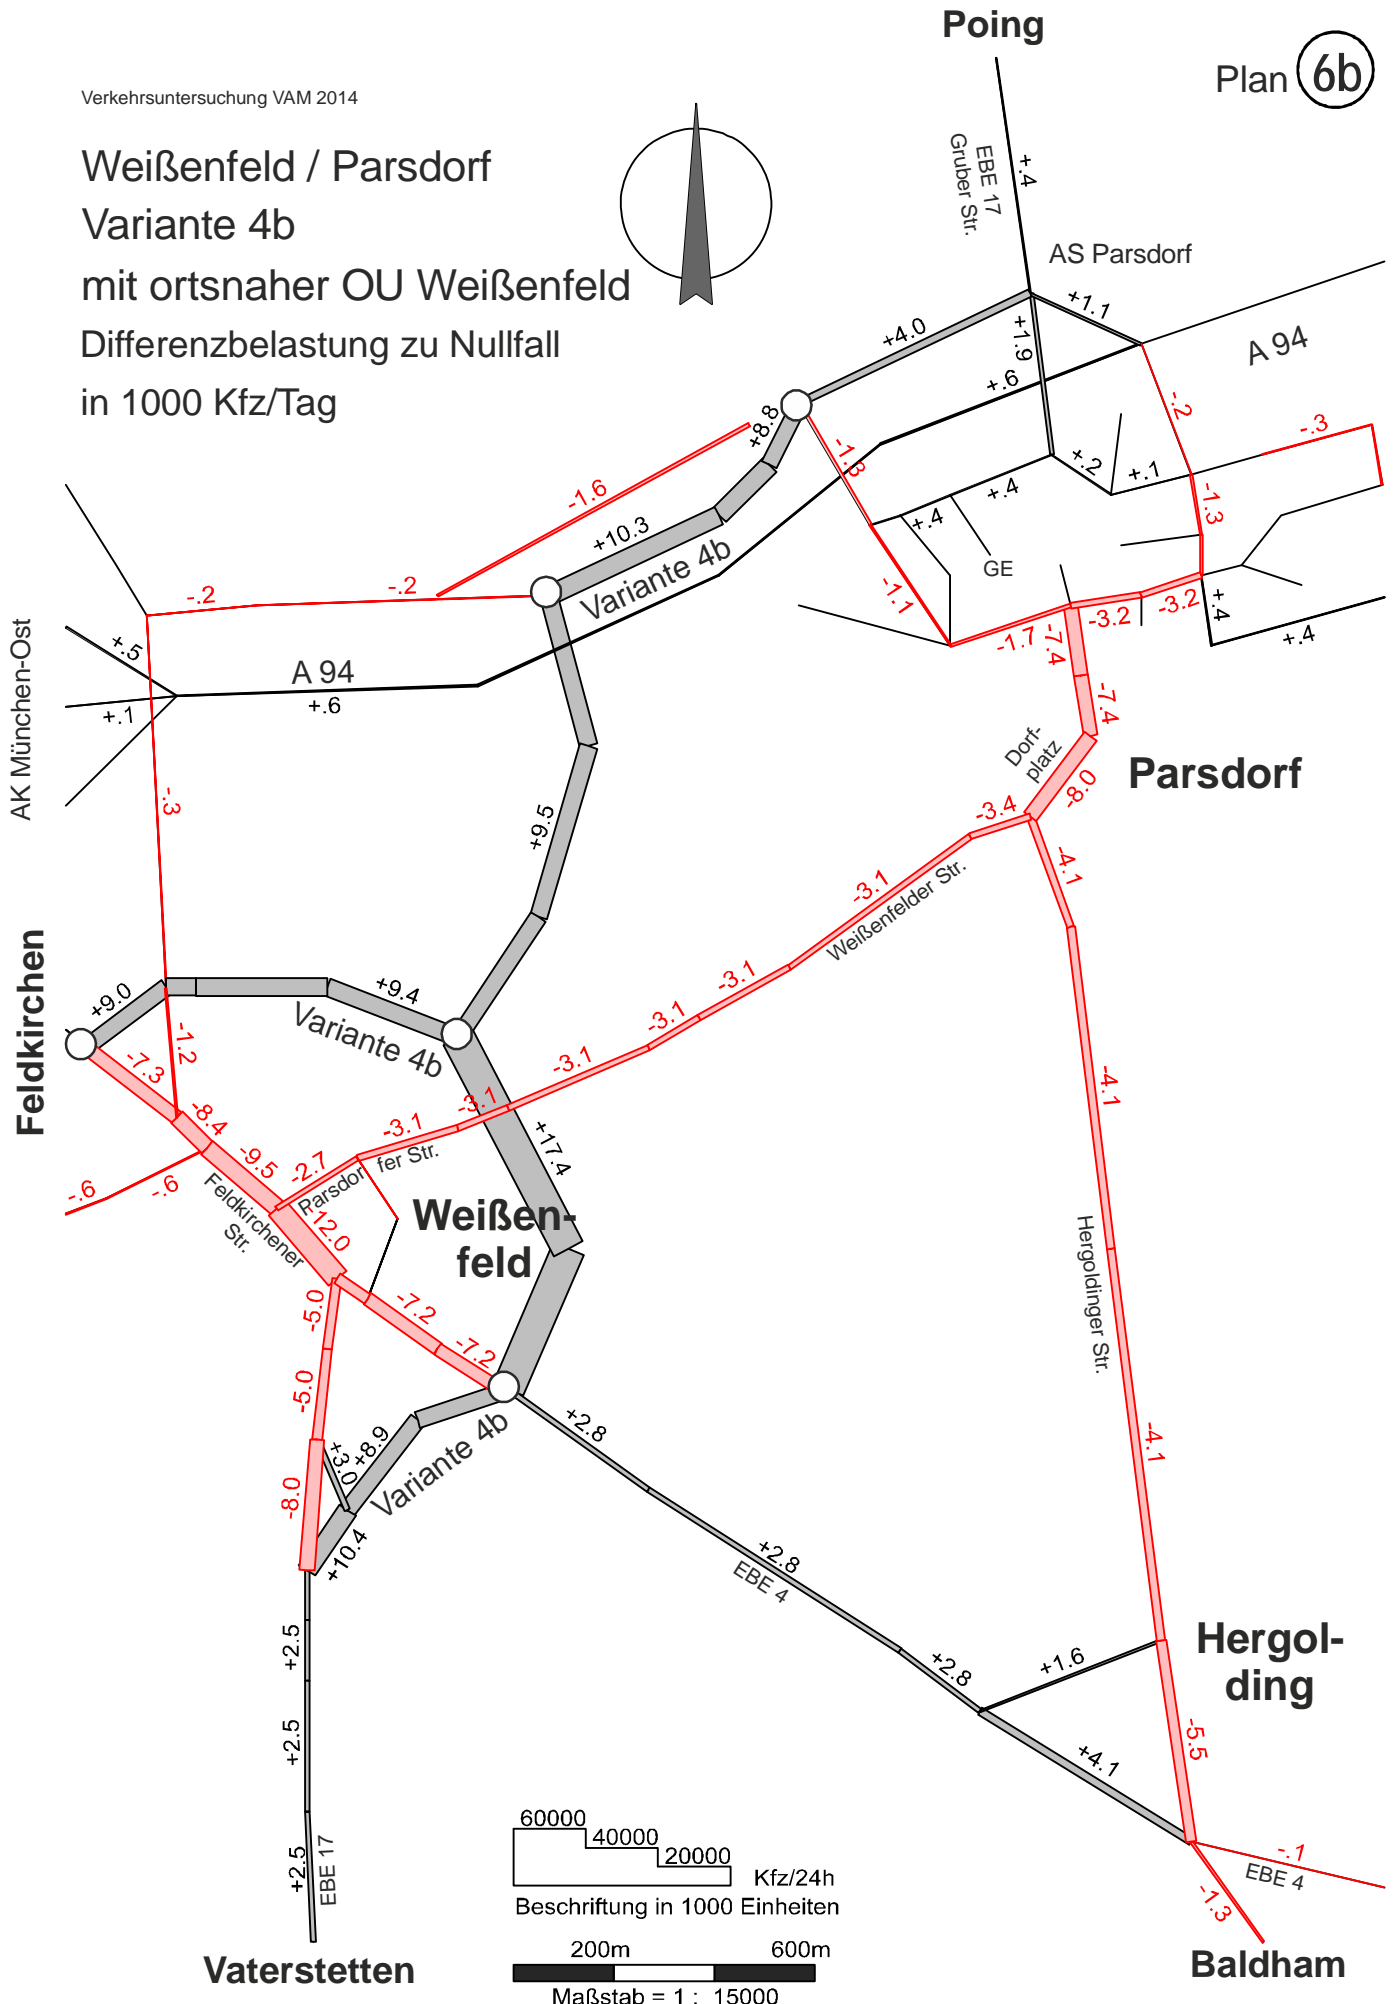 Poing
Plan 6b
Verkehrsuntersuchung VAM 2014
Weißenfeld / Parsdorf
Variante 4b
mit ortsnaher OU Weißenfeld
Differenzbelastung zu Nullfall
in 1000 Kfz/Tag
EBE 17
Gruber Str.
+.4
AS Parsdorf
+1.1
+4.0
+1.9
A 94
+.6
+8.8
-.2
-.3
-1.3
+.2
+.1
-1.6
+.4
-1.3
+.4
+10.3
Variante 4b
GE
-.2
-.2
-1.1
-3.2
-3.2
+.4
+.4
-1.7
-7.4
AK München-Ost
+.5
A 94
+.6
+.1
-7.4
Dorf-
platz
-8.0
Parsdorf
-.3
+9.5
-3.4
-4.1
-3.1
Weißenfelder Str.
Feldkirchen
+9.0
+9.4
Variante 4b
-3.1
-1.2
-7.3
-3.1
-3.1
-4.1
-8.4
-3.1
-3.1
+17.4
-9.5
-2.7
Parsdor
fer Str.
-.6
-.6
Feldkirchener
Str.
-12.0
Weißen-
feld
Hergoldinger Str.
-5.0
-7.2
-7.2
-5.0
+2.8
+3.0
+8.9
Variante 4b
-4.1
-8.0
+10.4
+2.8
EBE 4
+2.5
+2.8
+1.6
Hergol-
ding
+2.5
+4.1
-5.5
60000
40000
20000
Kfz/24h
Beschriftung in 1000 Einheiten
+2.5
EBE 17
-.1
EBE 4
-1.3
200m
600m
Vaterstetten
Baldham
Maßstab = 1 : 15000